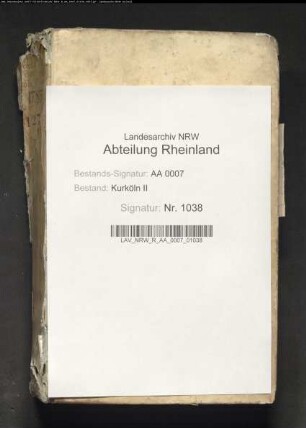 Landesarchiv NRW
Abteilung Rheinland
Bestands-Signatur: AA 0007
Bestand: Kurköln II
Signatur: Nr. 1038
LAV_NRW_R_AA_0007_01038